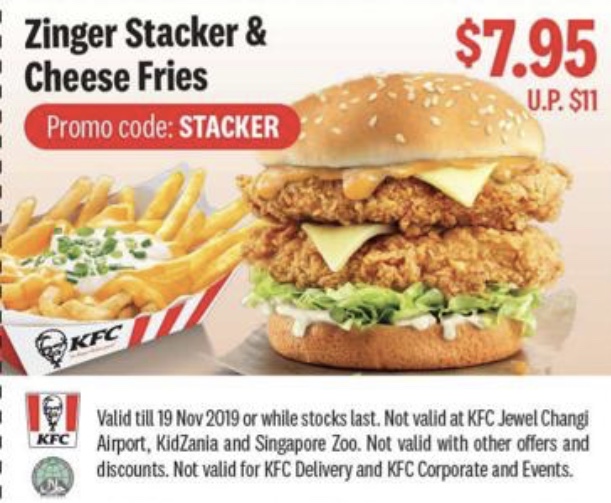 Zinger Stacker &
Cheese Fries
$7.95
U.P. $11
Promo code: STACKER
KFC
KFC
Valid till 19 Nov 2019 or while stocks last. Not valid at KFC Jewel Changi
Airport, KidZania and Singapore Zoo. Not valid with other offers and
discounts. Not valid for KFC Delivery and KFC Corporate and Events.